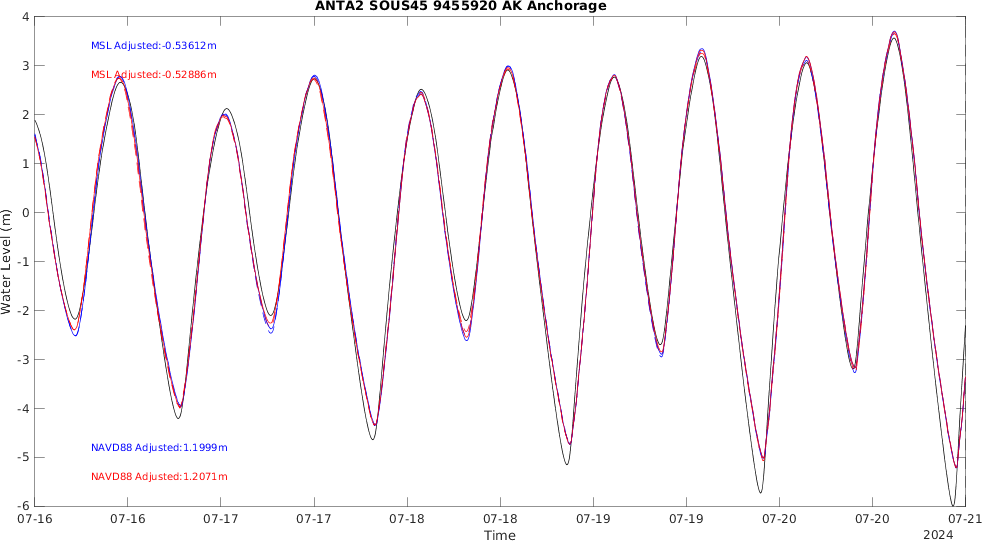 ANTA2 SOUS45 9455920 AK Anchorage
4
MSL Adjusted:-0.53612m
3
MSL Adjusted:-0.52886m
2
1
0
Water Level (m)
-1
-2
-3
-4
NAVD88 Adjusted:1.1999m
-5
NAVD88 Adjusted:1.2071m
-6
07-16 07-16 07-17 07-17 07-18 07-18 07-19 07-19 07-20 07-20 07-21
Time
2024